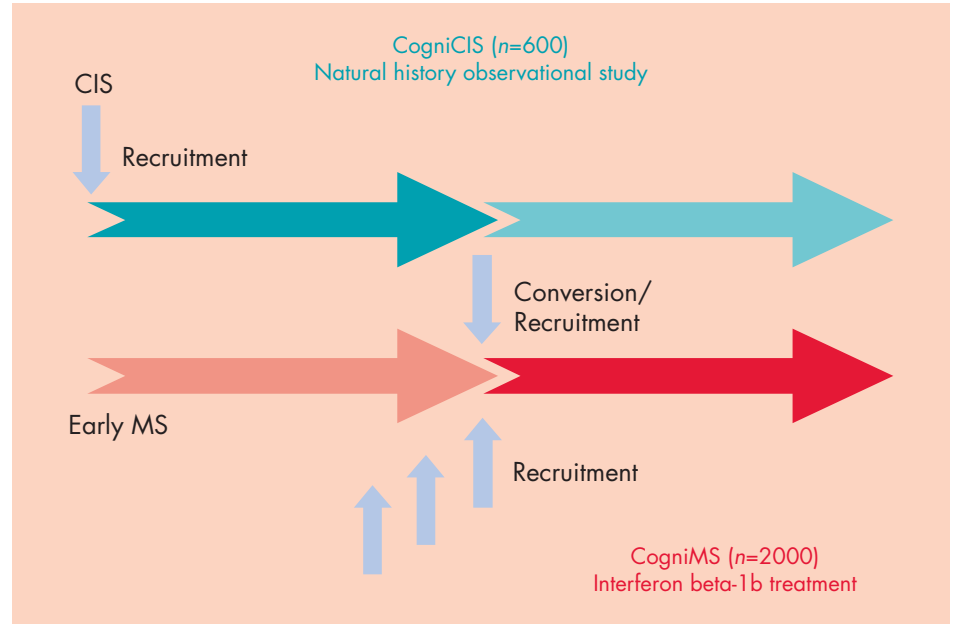 CogniCIS (n=600)
Natural history observational study
CIS
Recruitment
Conversion/
Recruitment
Early MS
Recruitment
CogniMS (n=2000)
Interferon beta-1b treatment